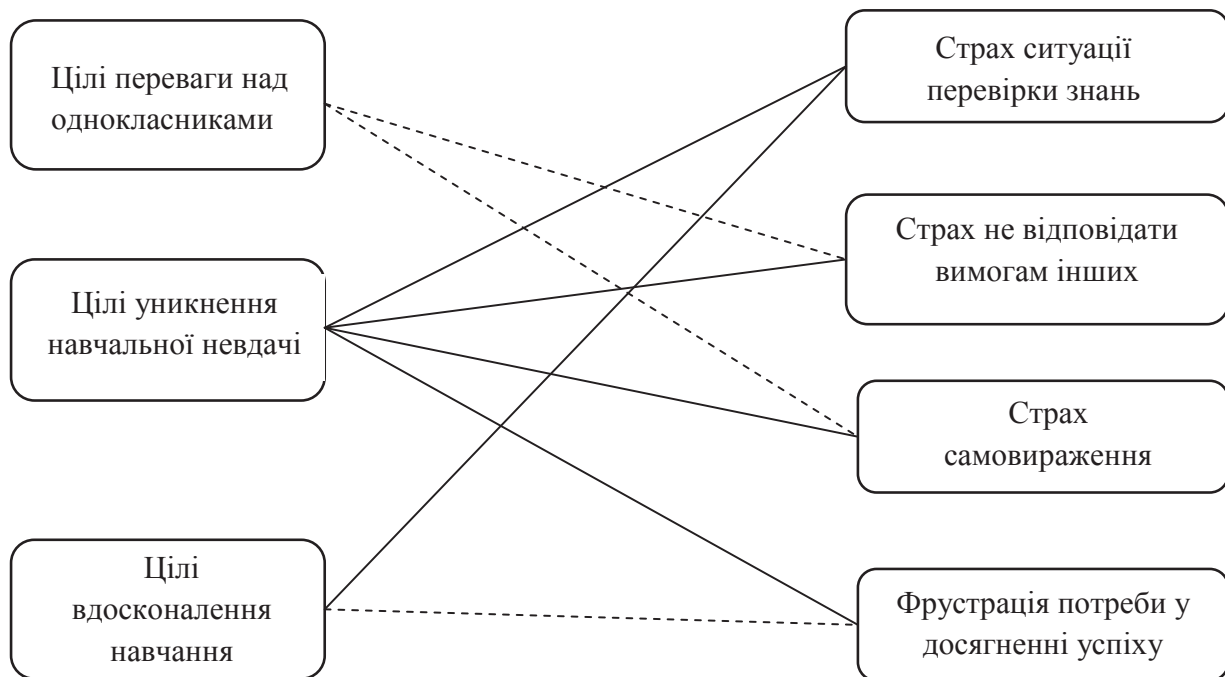 Цілі переваги над
однокласниками
Цілі уникнення
навчальної невдачі
Цілі
вдосконалення
навчання
Страх ситуації
перевірки знань
Страх не відповідати
вимогам інших
Страх
самовираження
Фрустрація потреби у
досягненні успіху